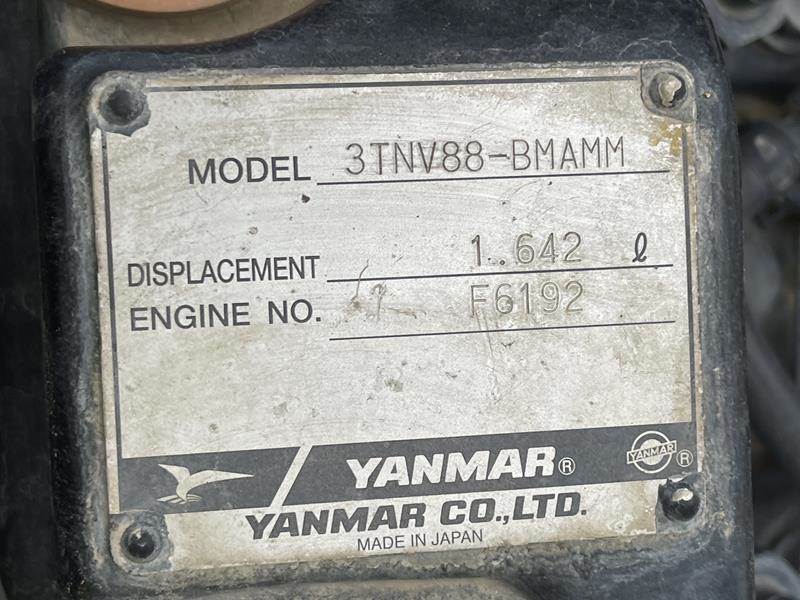 MODEL 3TNV88-BMAMM
DISPLACEMENT 1.642 ℓ
ENGINE NO. F6192
YANMAR® YANMAR ®
YANMAR CO.,LTD.
MADE IN JAPAN